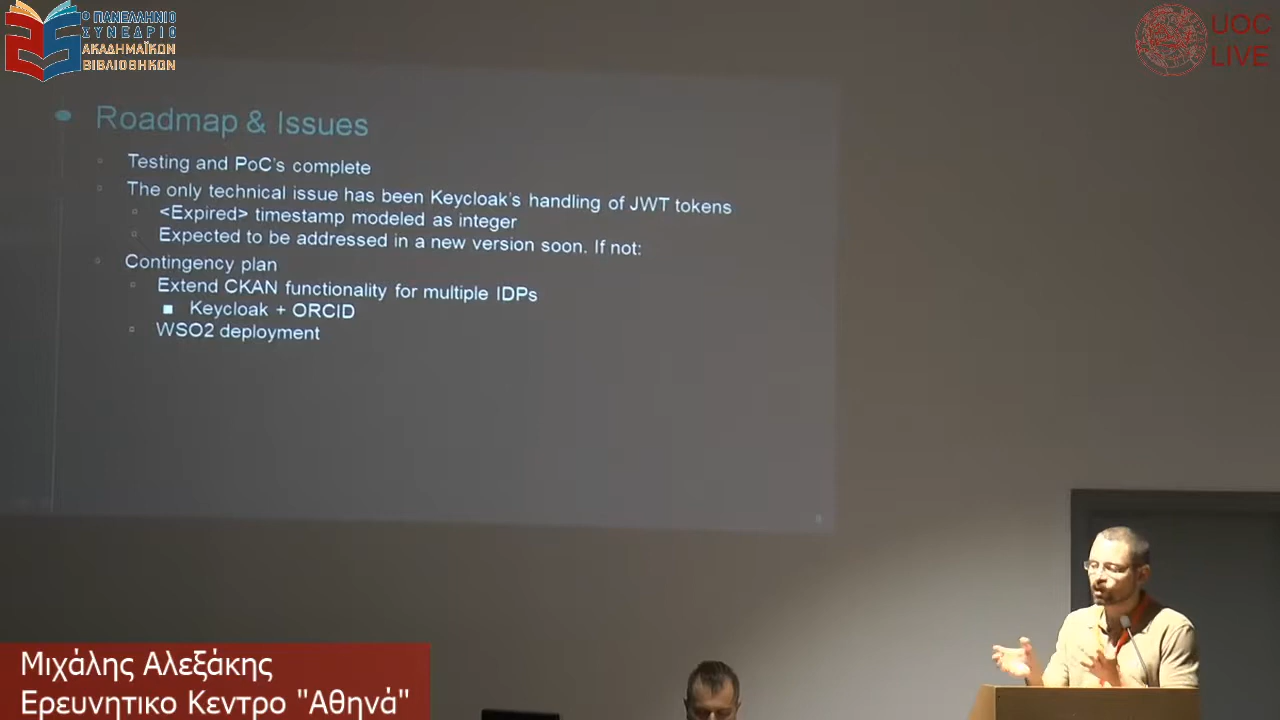 Ο ΠΑΝΕΛΛΗΝΙΟ
ΣΥΝΕΔΡΙΟ
ΑΚΑΔΗΜΑΪΚΩΝ
ΒΙΒΛΙΟΘΗΚΩΝ
UOC
LIVE
Roadmap & Issues
Testing and PoC's complete
The only technical issue has been Keycloak's handling of JWT tokens
<Expired> timestamp modeled as integer
Expected to be addressed in a new version soon. If not:
Contingency plan
Extend CKAN functionality for multiple IDPs
Keycloak + ORCID
WSO2 deployment
Μιχάλης Αλεξάκης
Ερευνητικο Κεντρο "Αθηνά"